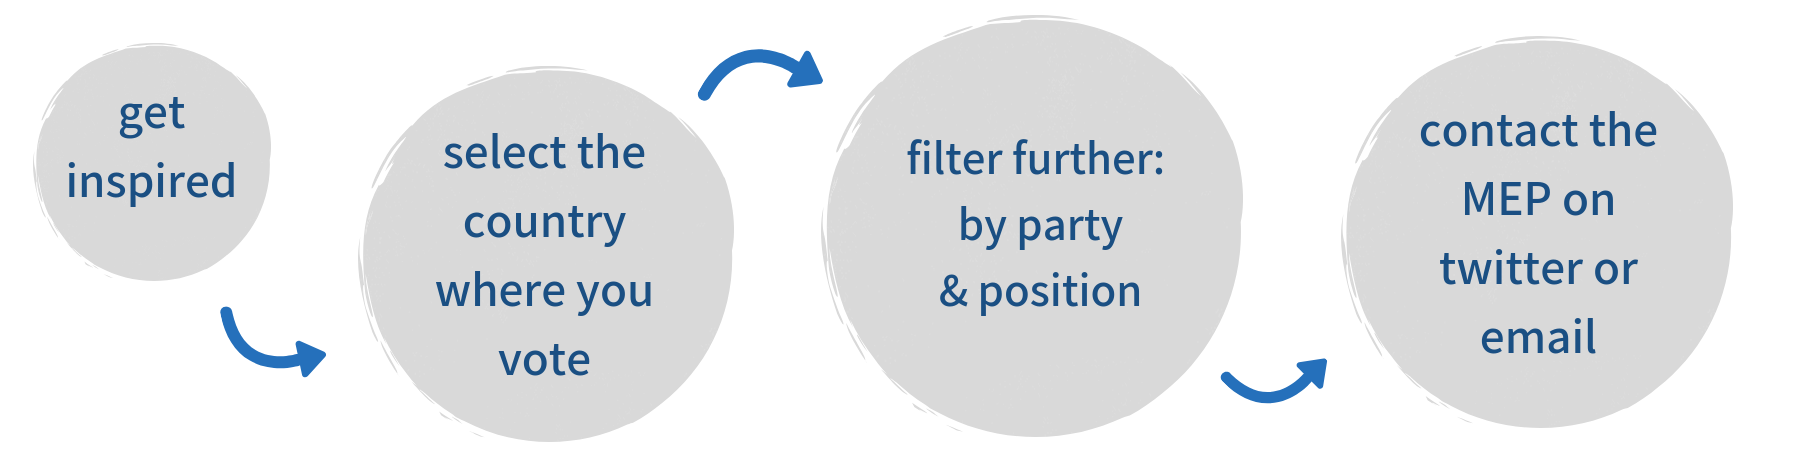 get
inspired
select the
country
where you
vote
filter further:
by party
& position
contact the
MEP on
twitter or
email